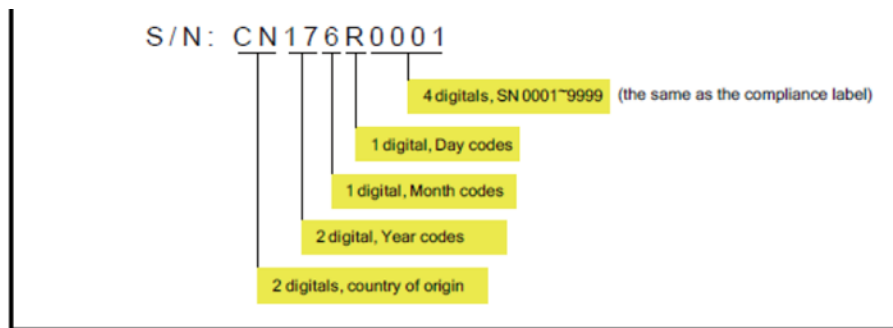 S/N: CN176R0001
4 digitals, SN 0001~9999 (the same as the compliance label)
1 digital, Day codes
1 digital, Month codes
2 digital, Year codes
2 digitals, country of origin